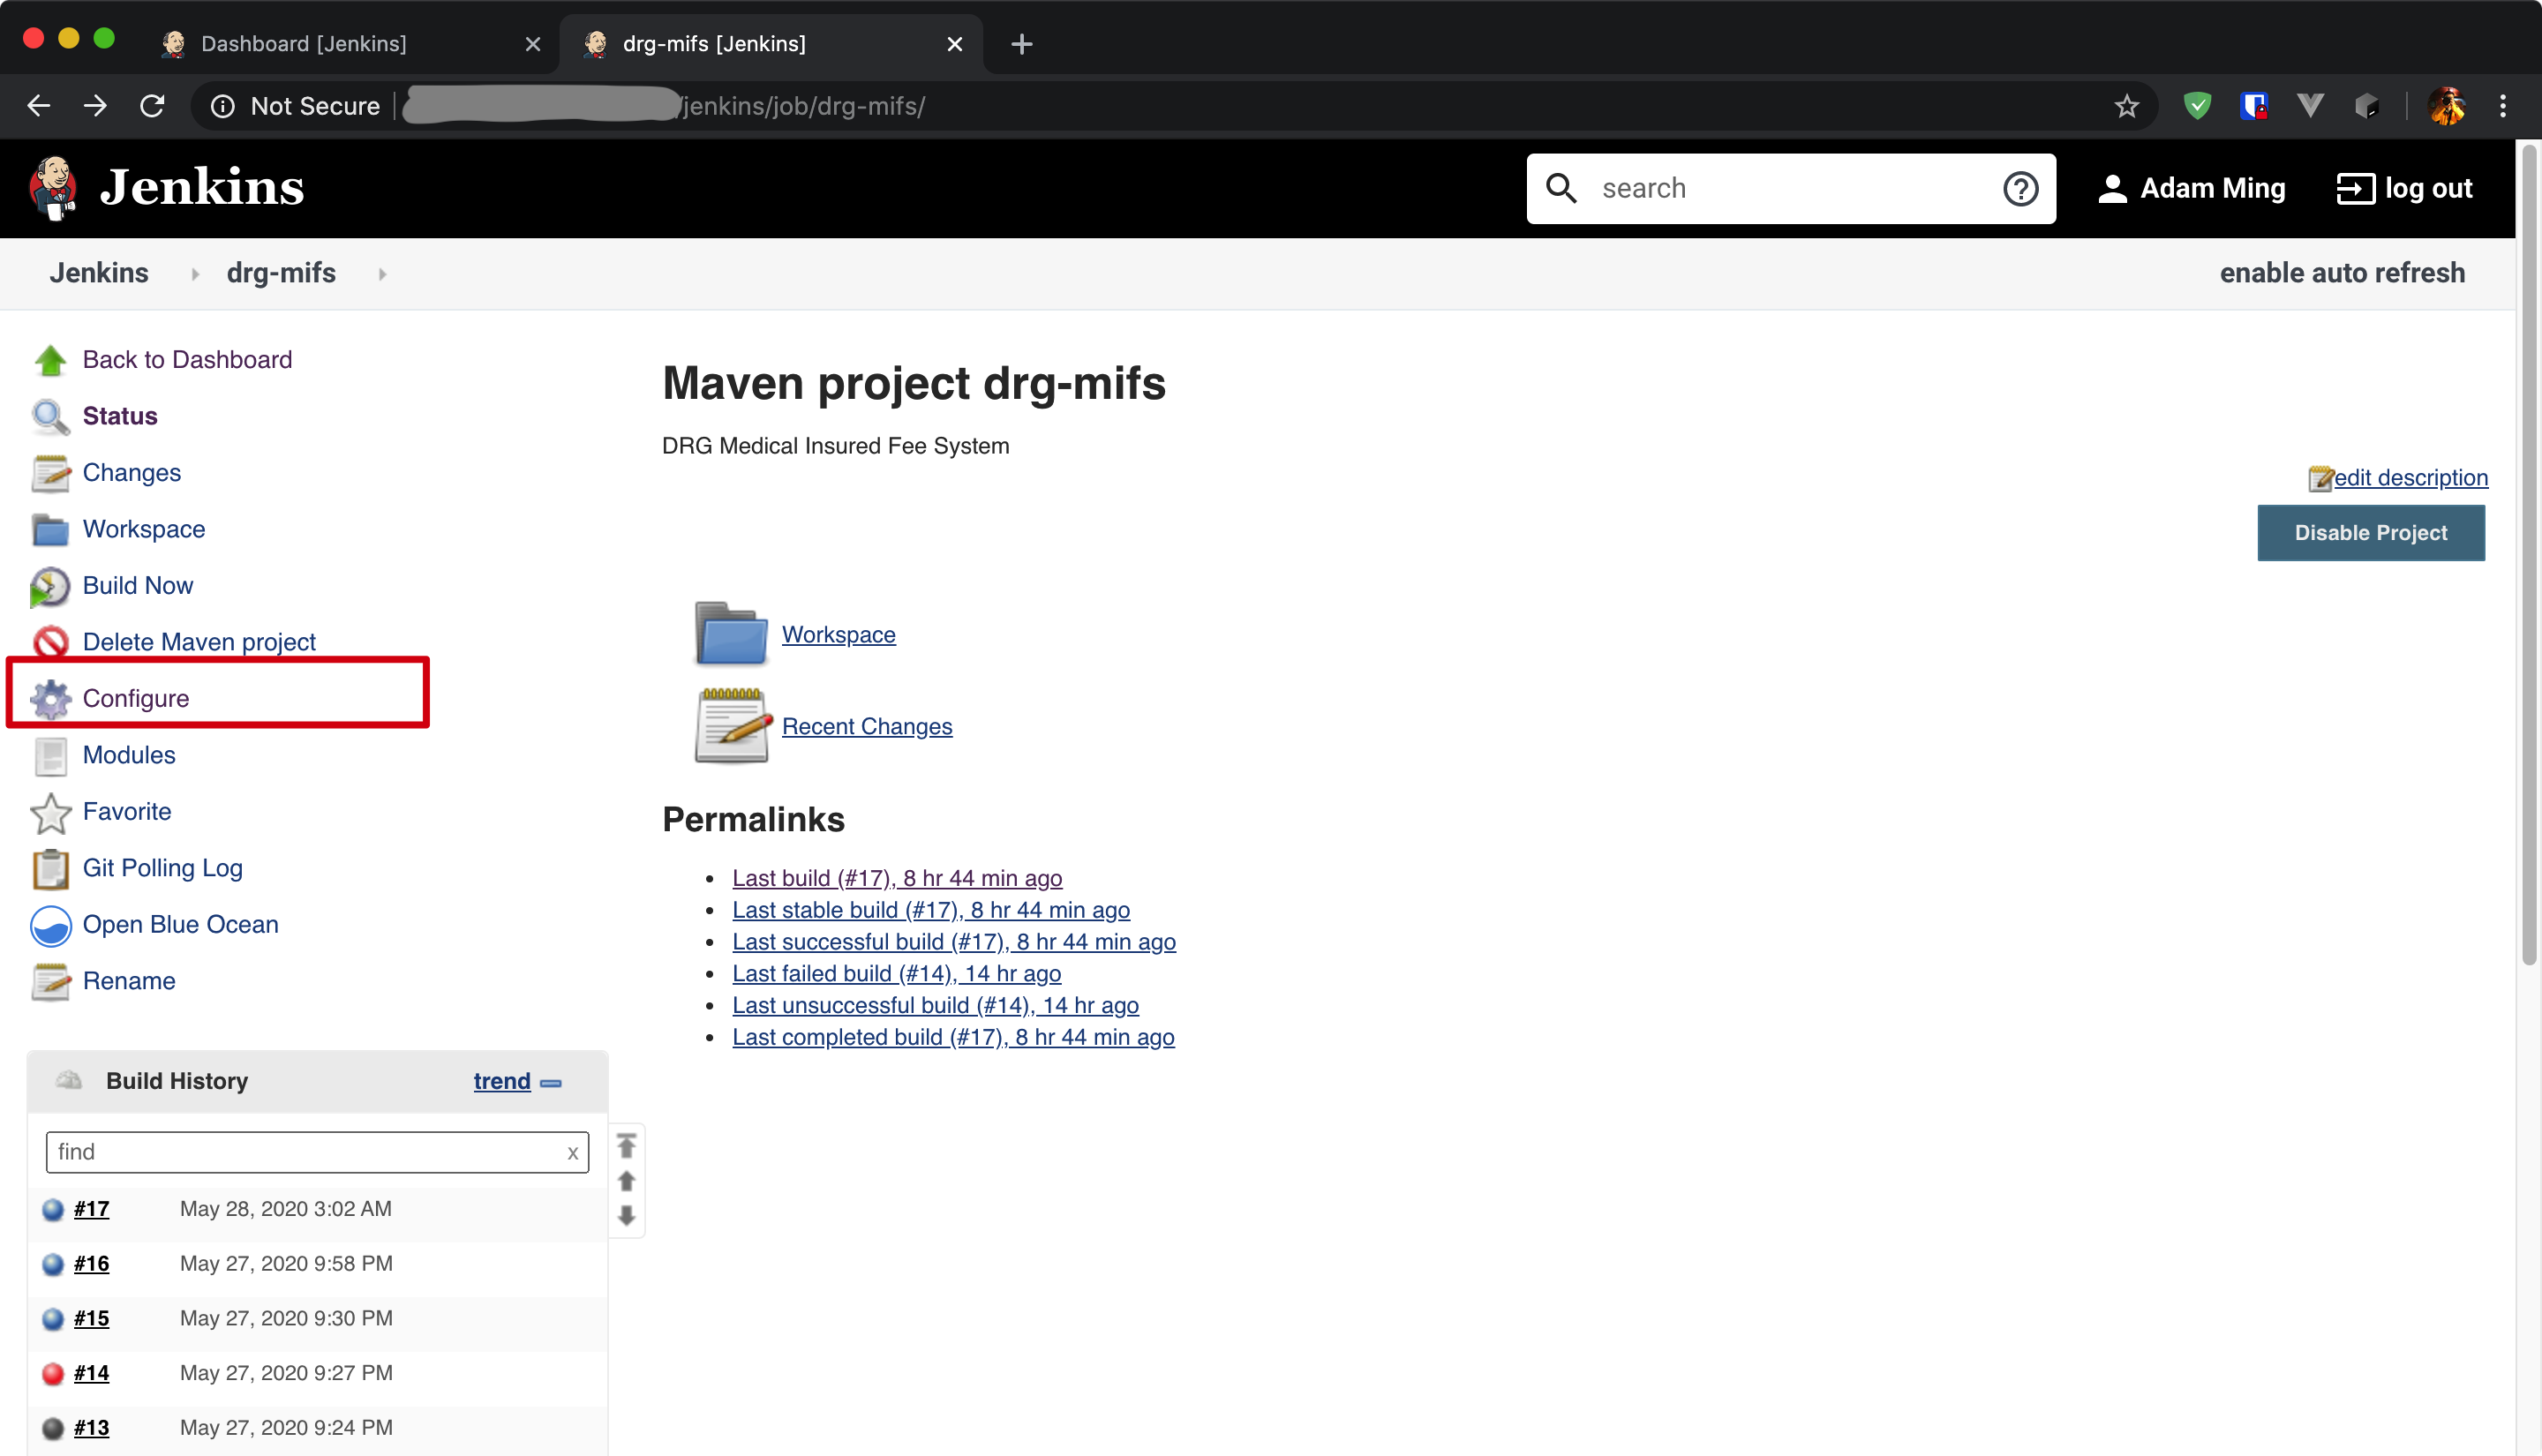 Dashboard [Jenkins]
drg-mifs [Jenkins]
Not Secure
/jenkins/job/drg-mifs/
Jenkins
search
Adam Ming
log out
Jenkins
drg-mifs
enable auto refresh
Back to Dashboard
Status
Changes
Workspace
Build Now
Delete Maven project
Configure
Modules
Favorite
Git Polling Log
Open Blue Ocean
Rename
Maven project drg-mifs
DRG Medical Insured Fee System
edit description
Disable Project
Workspace
Recent Changes
Permalinks
Last build (#17), 8 hr 44 min ago
Last stable build (#17), 8 hr 44 min ago
Last successful build (#17), 8 hr 44 min ago
Last failed build (#14), 14 hr ago
Last unsuccessful build (#14), 14 hr ago
Last completed build (#17), 8 hr 44 min ago
Build History
trend
find
x
#17 May 28, 2020 3:02 AM
#16 May 27, 2020 9:58 PM
#15 May 27, 2020 9:30 PM
#14 May 27, 2020 9:27 PM
#13 May 27, 2020 9:24 PM